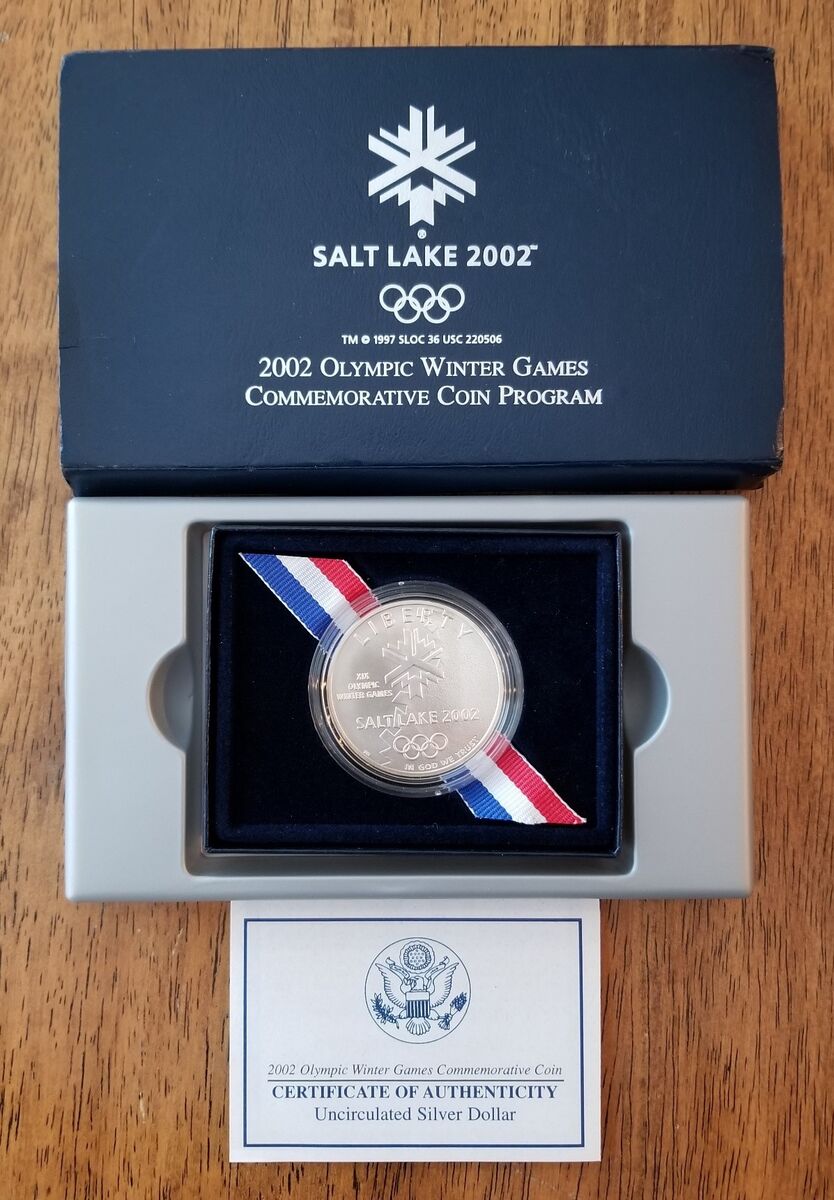 ®
SALT LAKE 2002™
TM © 1997 SLOC 36 USC 220506
2002 OLYMPIC WINTER GAMES
COMMEMORATIVE COIN PROGRAM
LIBERTY
XIX
OLYMPIC
WINTER GAMES
SALT LAKE 2002
IN GOD WE TRUST
2002 Olympic Winter Games Commemorative Coin
CERTIFICATE OF AUTHENTICITY
Uncirculated Silver Dollar